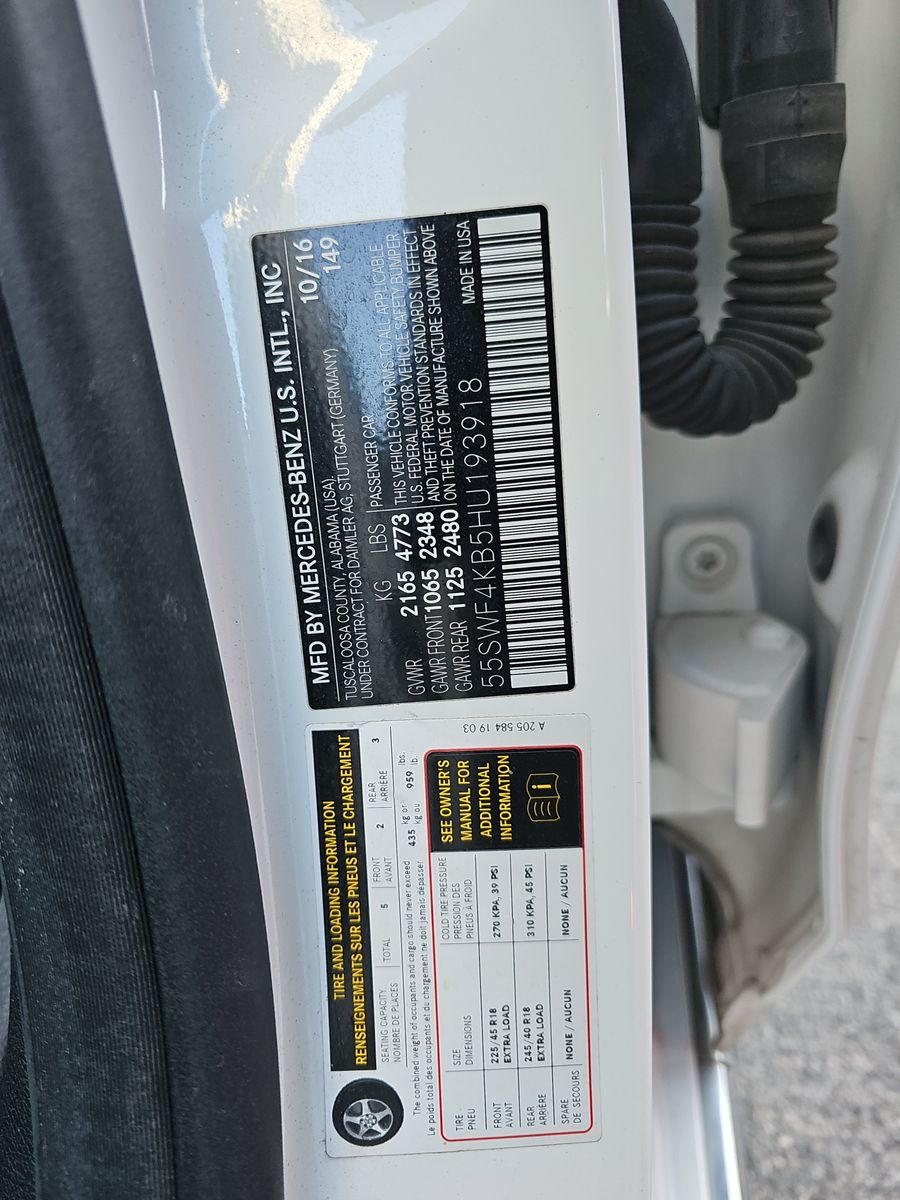 MFD BY MERCEDES-BENZ U.S. INTL., INC
TUSCALOOSA COUNTY, ALABAMA (USA) 10/16
UNDER CONTRACT FOR DAIMLER AG, STUTTGART (GERMANY) 149
KG LBS PASSENGER CAR
GVWR 2165 4773
GAWR FRONT 1065 2348
GAWR REAR 1125 2480
THIS VEHICLE CONFORMS TO ALL APPLICABLE
U.S. FEDERAL MOTOR VEHICLE SAFETY BUMPER
AND THEFT PREVENTION STANDARDS IN EFFECT
ON THE DATE OF MANUFACTURE SHOWN ABOVE
55SWF4KB5HU193918 MADE IN USA
TIRE AND LOADING INFORMATION
RENSEIGNEMENTS SUR LES PNEUS ET LE CHARGEMENT
SEATING CAPACITY TOTAL 5 FRONT 2 REAR 3
NOMBRE DE PLACES AVANT ARRIÈRE
The combined weight of occupants and cargo should never exceed 435 kg or 959 lbs.
Le poids total des occupants et du chargement ne doit jamais dépasser kg ou lb.
TIRE SIZE COLD TIRE PRESSURE
PNEU DIMENSIONS PRESSION DES
PNEUS À FROID
FRONT 225/45 R18 270 KPA, 39 PSI
AVANT EXTRA LOAD
REAR 245/40 R18 310 KPA, 45 PSI
ARRIÈRE EXTRA LOAD
SPARE NONE / AUCUN NONE / AUCUN
DE SECOURS
SEE OWNER'S
MANUAL FOR
ADDITIONAL
INFORMATION
i
A 205 584 19 03